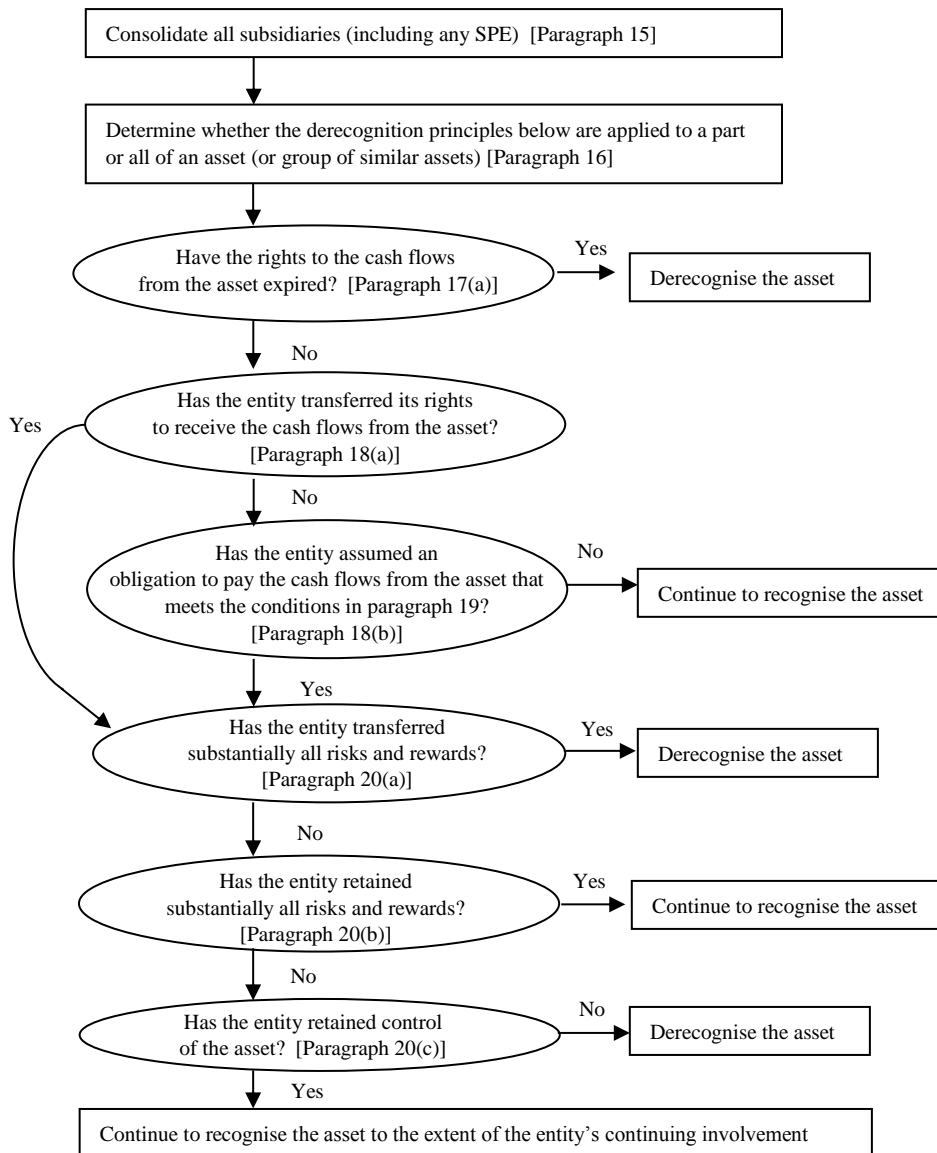 Consolidate all subsidiaries (including any SPE) [Paragraph 15]
Determine whether the derecognition principles below are applied to a part
or all of an asset (or group of similar assets) [Paragraph 16]
Have the rights to the cash flows
from the asset expired? [Paragraph 17(a)]
Yes
Derecognise the asset
No
Has the entity transferred its rights
to receive the cash flows from the asset?
[Paragraph 18(a)]
Yes
No
Has the entity assumed an
obligation to pay the cash flows from the asset that
meets the conditions in paragraph 19?
[Paragraph 18(b)]
No
Continue to recognise the asset
Yes
Has the entity transferred
substantially all risks and rewards?
[Paragraph 20(a)]
Yes
Derecognise the asset
No
Has the entity retained
substantially all risks and rewards?
[Paragraph 20(b)]
Yes
Continue to recognise the asset
No
Has the entity retained control
of the asset? [Paragraph 20(c)]
No
Derecognise the asset
Yes
Continue to recognise the asset to the extent of the entity’s continuing involvement